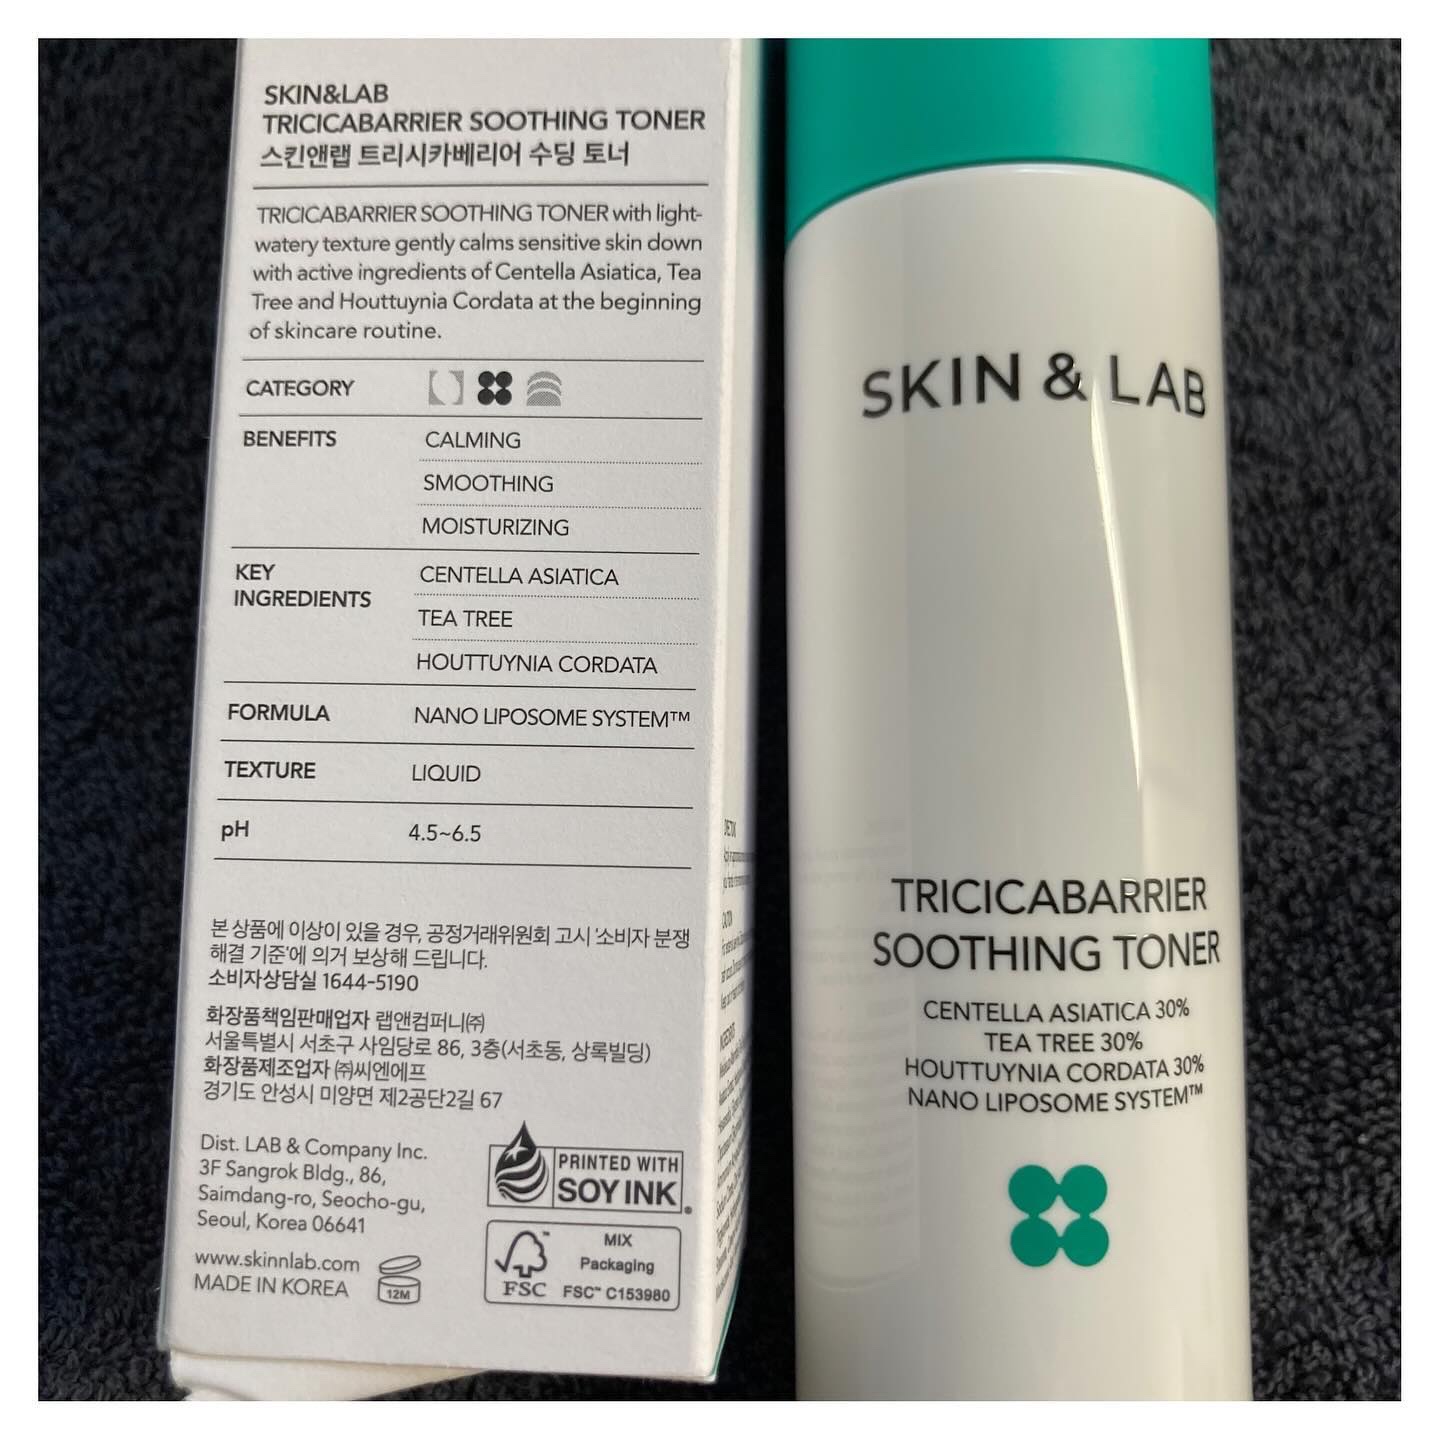 SKIN&LAB
TRICICABARRIER SOOTHING TONER
스킨앤랩 트리시카베리어 수딩 토너
TRICICABARRIER SOOTHING TONER with light-
watery texture gently calms sensitive skin down
with active ingredients of Centella Asiatica, Tea
Tree and Houttuynia Cordata at the beginning
of skincare routine.
CATEGORY
BENEFITS CALMING
SMOOTHING
MOISTURIZING
KEY
INGREDIENTS
CENTELLA ASIATICA
TEA TREE
HOUTTUYNIA CORDATA
FORMULA NANO LIPOSOME SYSTEM™
TEXTURE LIQUID
pH 4.5~6.5
본 상품에 이상이 있을 경우, 공정거래위원회 고시 '소비자 분쟁
해결 기준'에 의거 보상해 드립니다.
소비자상담실 1644-5190
화장품책임판매업자 랩앤컴퍼니㈜
서울특별시 서초구 사임당로 86, 3층(서초동, 상록빌딩)
화장품제조업자 ㈜씨엔에프
경기도 안성시 미양면 제2공단2길 67
Dist. LAB & Company Inc.
3F Sangrok Bldg., 86,
Saimdang-ro, Seocho-gu,
Seoul, Korea 06641
www.skinnlab.com
MADE IN KOREA
12M
PRINTED WITH
SOY INK
FSC™
MIX
Packaging
FSC™ C153980
DETOX
CAUTION
SKIN & LAB
TRICICABARRIER
SOOTHING TONER
CENTELLA ASIATICA 30%
TEA TREE 30%
HOUTTUYNIA CORDATA 30%
NANO LIPOSOME SYSTEM™